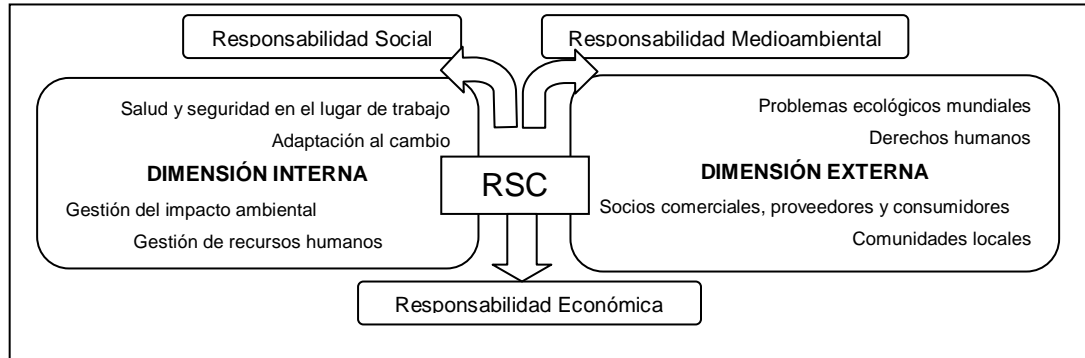 Responsabilidad Social
Responsabilidad Medioambiental
Salud y seguridad en el lugar de trabajo
Adaptación al cambio
DIMENSIÓN INTERNA
Gestión del impacto ambiental
Gestión de recursos humanos
RSC
Problemas ecológicos mundiales
Derechos humanos
DIMENSIÓN EXTERNA
Socios comerciales, proveedores y consumidores
Comunidades locales
Responsabilidad Económica